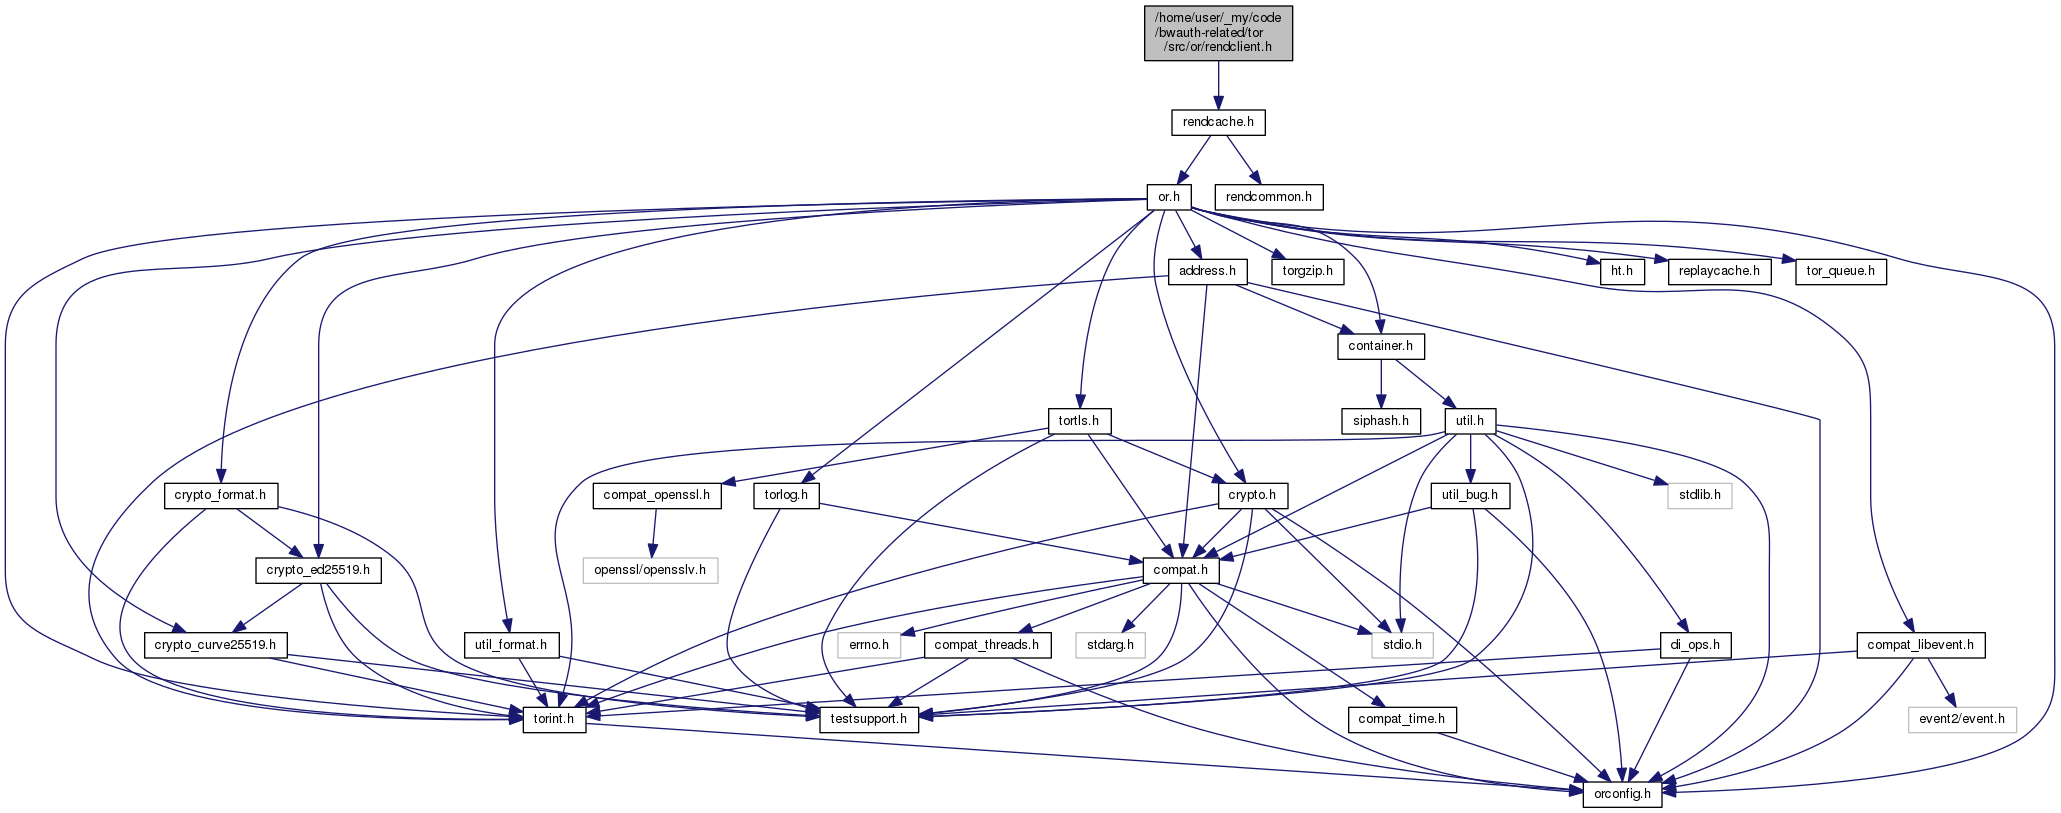 /home/user/_my/code
/bwauth-related/tor
/src/or/rendclient.h
rendcache.h
or.h
rendcommon.h
address.h
torgzip.h
ht.h
replaycache.h
tor_queue.h
container.h
tortls.h
siphash.h
util.h
crypto_format.h
compat_openssl.h
torlog.h
crypto.h
util_bug.h
stdlib.h
crypto_ed25519.h
openssl/opensslv.h
compat.h
crypto_curve25519.h
util_format.h
errno.h
compat_threads.h
stdarg.h
stdio.h
di_ops.h
compat_libevent.h
torint.h
testsupport.h
compat_time.h
event2/event.h
orconfig.h